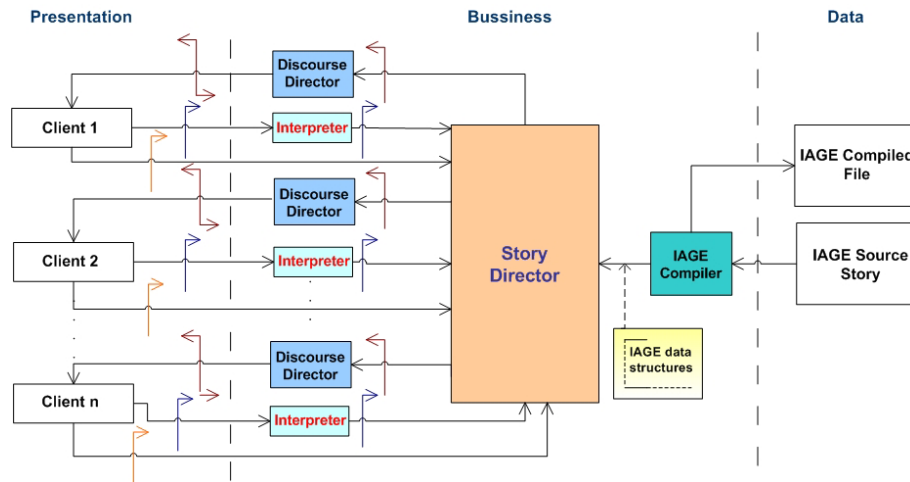 Presentation
Bussiness
Data
Discourse
Director
Client 1
Interpreter
IAGE Compiled
File
Discourse
Director
Client 2
Interpreter
Story
Director
IAGE
Compiler
IAGE Source
Story
Discourse
Director
IAGE data
structures
Client n
Interpreter